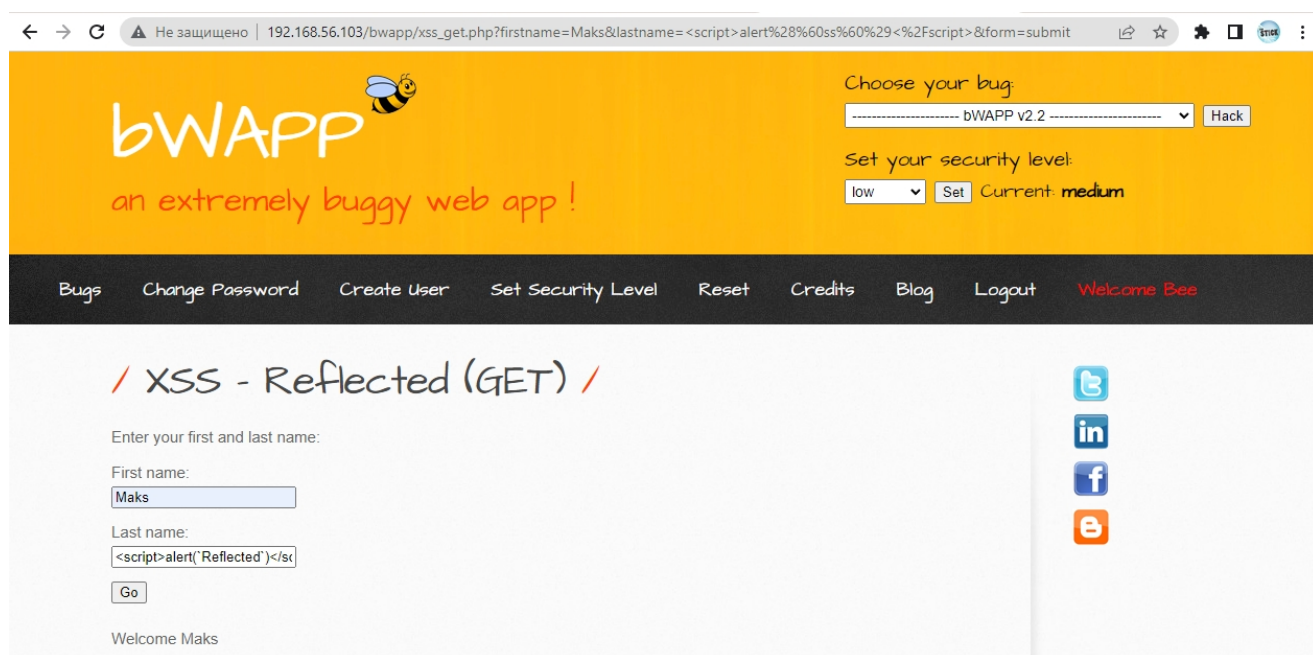 Не защищено | 192.168.56.103/bwapp/xss_get.php?firstname=Maks&lastname=<script>alert%28%60ss%60%29<%2Fscript>&form=submit
bWAPP
an extremely buggy web app !
Choose your bug:
---------------------- bWAPP v2.2 ----------------------- Hack
Set your security level:
low Set Current: medium
Bugs Change Password Create User Set Security Level Reset Credits Blog Logout Welcome Bee
/ XSS - Reflected (GET) /
Enter your first and last name:
First name:
Maks
Last name:
<script>alert(`Reflected`)</sc
Go
Welcome Maks